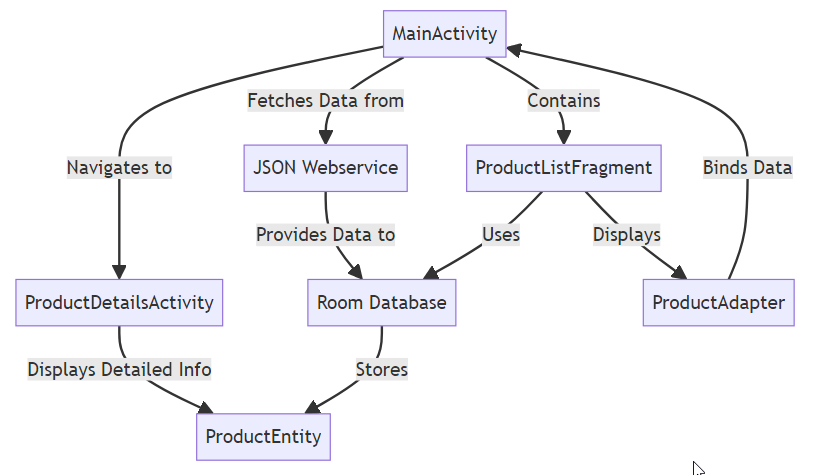 MainActivity
Fetches Data from
Contains
Navigates to
JSON Webservice
ProductListFragment
Binds Data
Provides Data to
Uses
Displays
ProductDetailsActivity
Room Database
ProductAdapter
Displays Detailed Info
Stores
ProductEntity